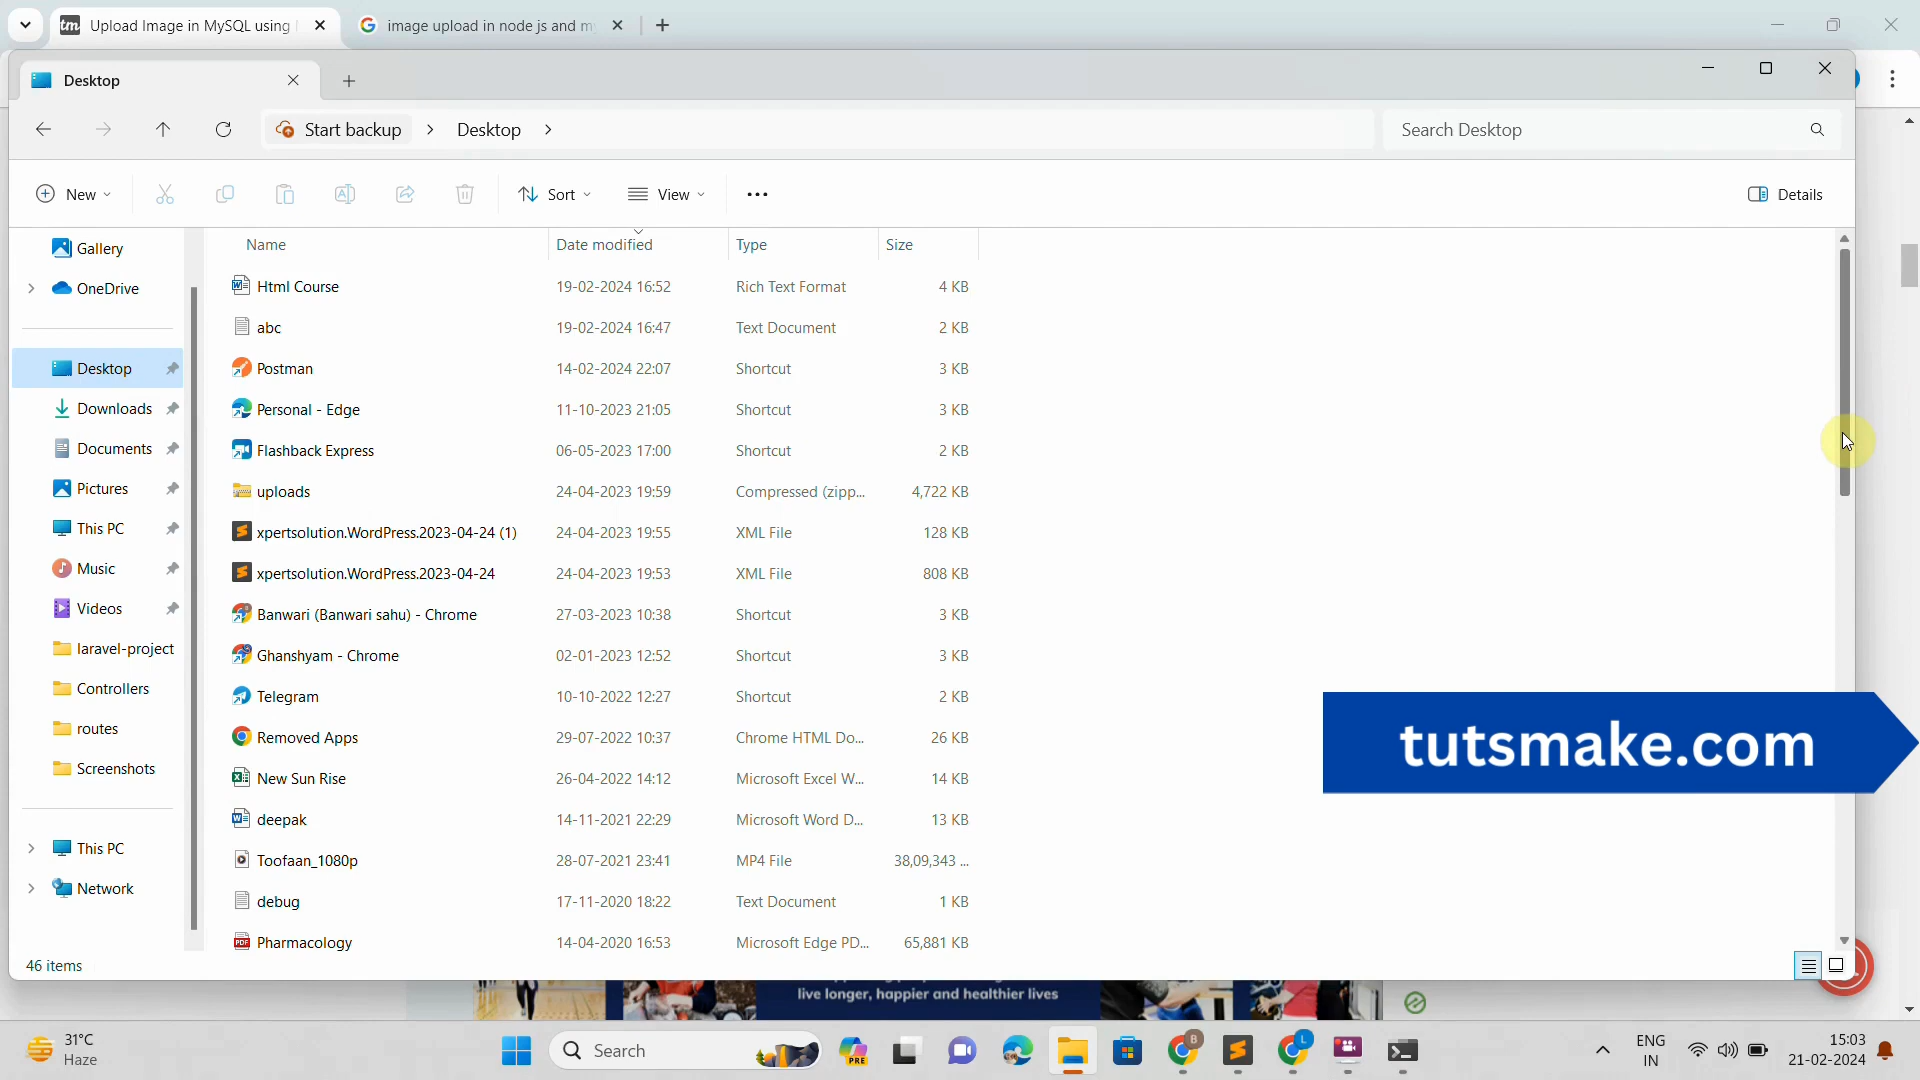 Upload Image in MySQL using
image upload in node js and my
Desktop
Start backup > Desktop >
Search Desktop
New
Sort
View
Details
Name Date modified Type Size
Gallery
OneDrive
Desktop
Downloads
Documents
Pictures
This PC
Music
Videos
laravel-project
Controllers
routes
Screenshots
This PC
Network
Html Course 19-02-2024 16:52 Rich Text Format 4 KB
abc 19-02-2024 16:47 Text Document 2 KB
Postman 14-02-2024 22:07 Shortcut 3 KB
Personal - Edge 11-10-2023 21:05 Shortcut 3 KB
Flashback Express 06-05-2023 17:00 Shortcut 2 KB
uploads 24-04-2023 19:59 Compressed (zipp... 4,722 KB
xpertsolution.WordPress.2023-04-24 (1) 24-04-2023 19:55 XML File 128 KB
xpertsolution.WordPress.2023-04-24 24-04-2023 19:53 XML File 808 KB
Banwari (Banwari sahu) - Chrome 27-03-2023 10:38 Shortcut 3 KB
Ghanshyam - Chrome 02-01-2023 12:52 Shortcut 3 KB
Telegram 10-10-2022 12:27 Shortcut 2 KB
Removed Apps 29-07-2022 10:37 Chrome HTML Do... 26 KB
New Sun Rise 26-04-2022 14:12 Microsoft Excel W... 14 KB
deepak 14-11-2021 22:29 Microsoft Word D... 13 KB
Toofaan_1080p 28-07-2021 23:41 MP4 File 38,09,343 ...
debug 17-11-2020 18:22 Text Document 1 KB
Pharmacology 14-04-2020 16:53 Microsoft Edge PD... 65,881 KB
tutsmake.com
46 items
live longer, happier and healthier lives
31°C
Haze
Search
PRE
B
L
ENG
IN
15:03
21-02-2024